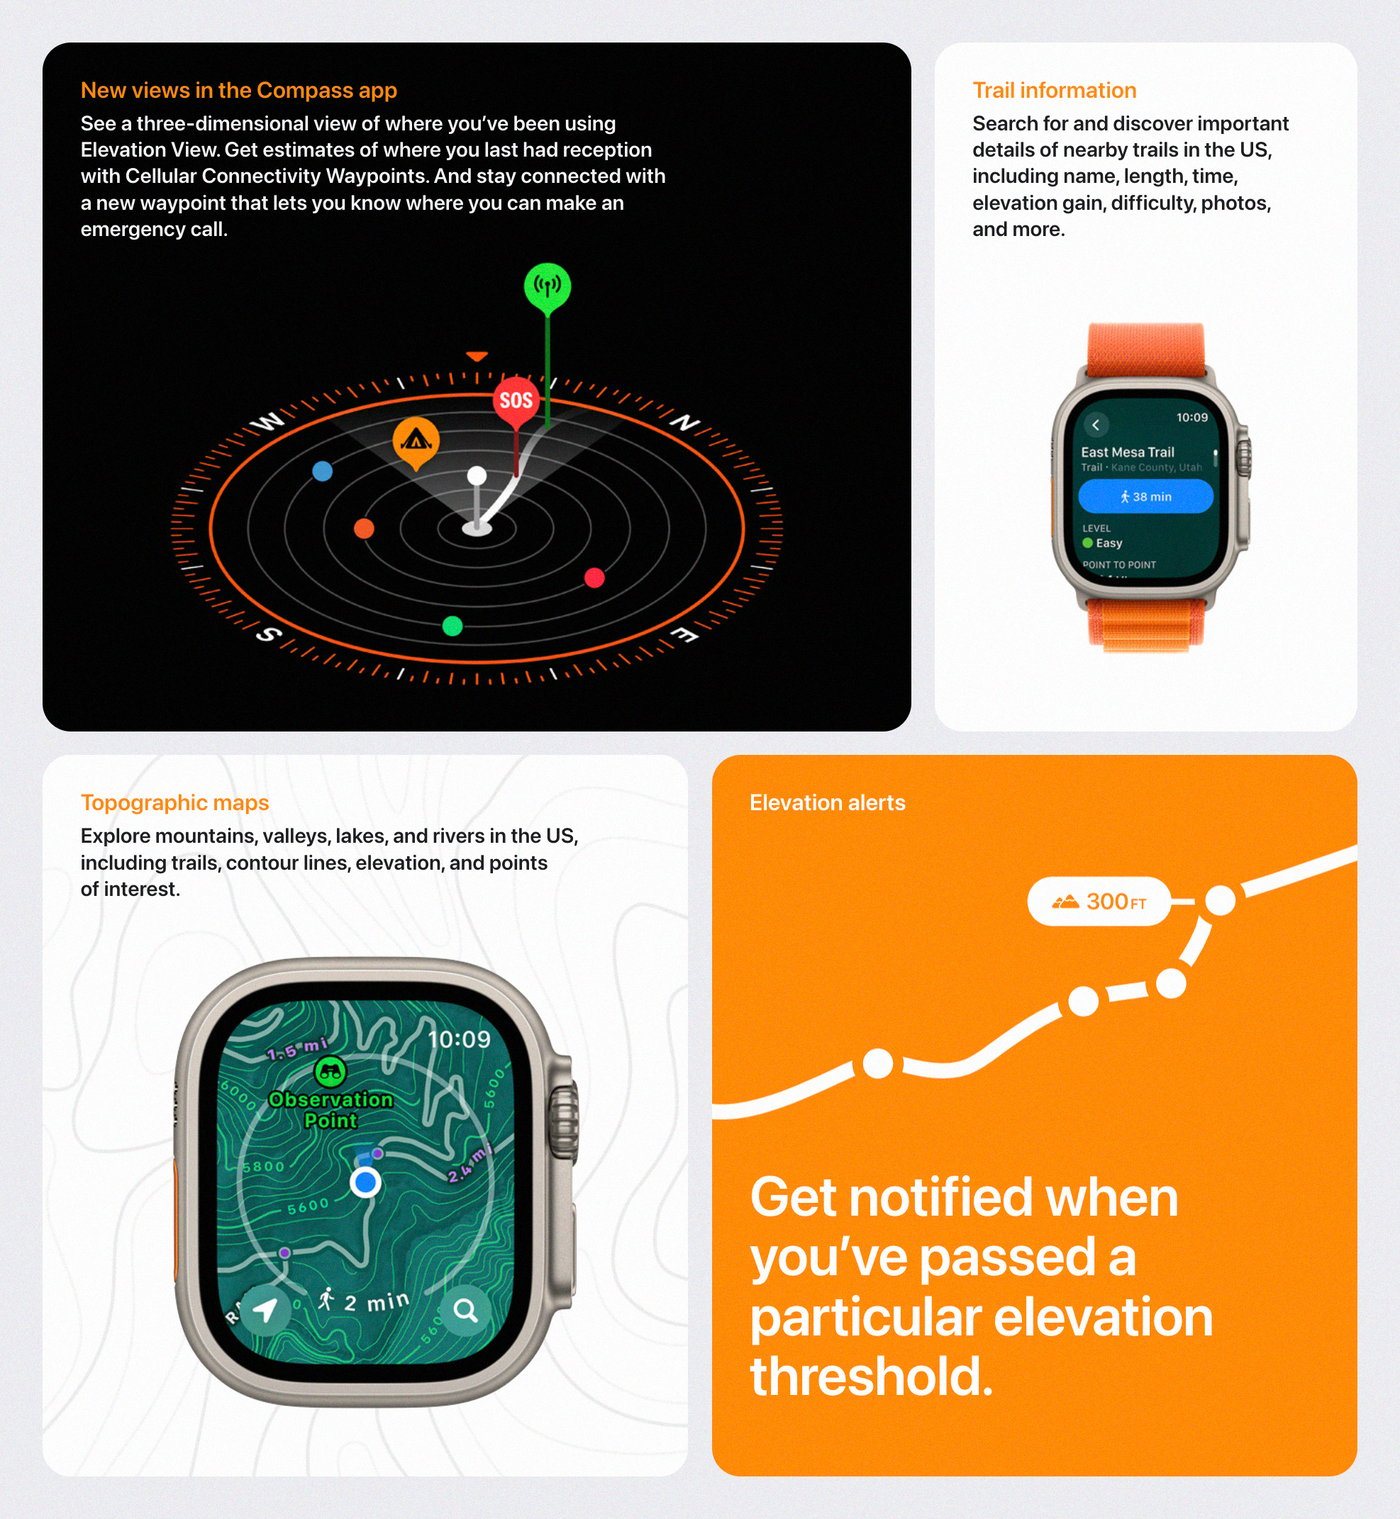 New views in the Compass app
See a three-dimensional view of where you’ve been using
Elevation View. Get estimates of where you last had reception
with Cellular Connectivity Waypoints. And stay connected with
a new waypoint that lets you know where you can make an
emergency call.
SOS
W
N
S
E
Trail information
Search for and discover important
details of nearby trails in the US,
including name, length, time,
elevation gain, difficulty, photos,
and more.
10:09
East Mesa Trail
Trail · Kane County, Utah
38 min
LEVEL
Easy
POINT TO POINT
Topographic maps
Explore mountains, valleys, lakes, and rivers in the US,
including trails, contour lines, elevation, and points
of interest.
10:09
1.5 mi
Observation
Point
6000
5600
5800
2.4 mi
5600
2 min
Elevation alerts
300FT
Get notified when
you’ve passed a
particular elevation
threshold.